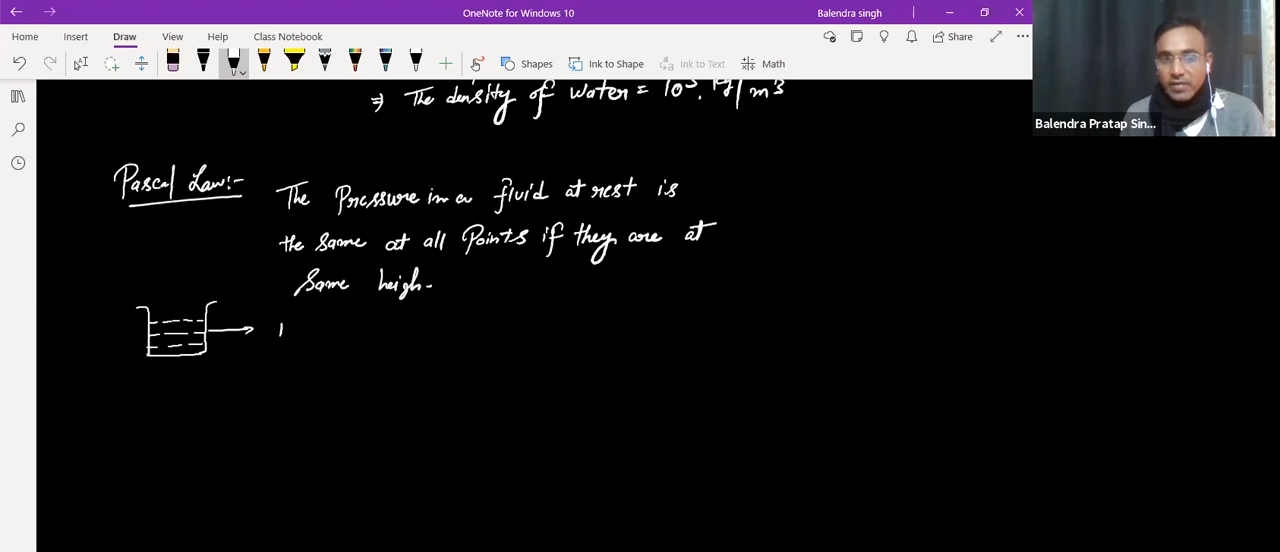 OneNote for Windows 10
Balendra singh
Home Insert Draw View Help Class Notebook
Share
Shapes Ink to Shape Ink to Text Math
Balendra Pratap Sin...
⇒ The density of water = 10³. kg/m³
Pascal Law:-
The Pressure in a fluid at rest is
the same at all Points if they are at
same heigh-